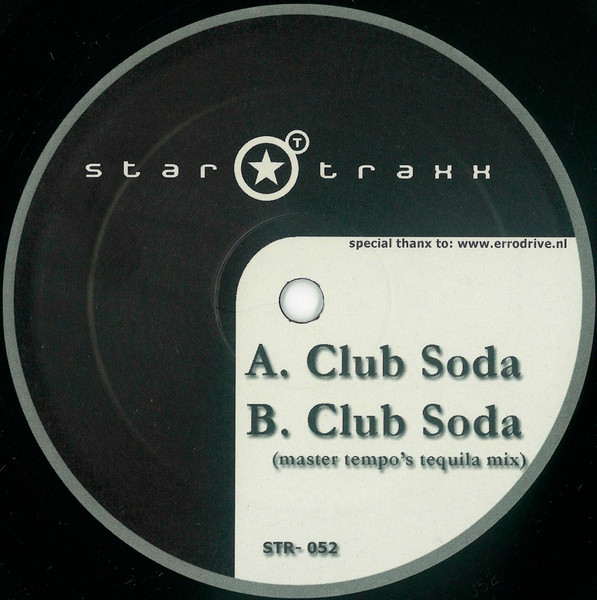 T
star traxx
special thanx to: www.errodrive.nl
A. Club Soda
B. Club Soda
(master tempo's tequila mix)
STR- 052